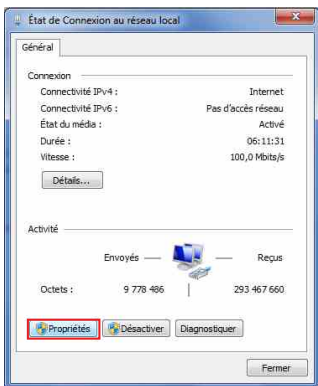 État de Connexion au réseau local
Général
Connexion
Connectivité IPv4 : Internet
Connectivité IPv6 : Pas d'accès réseau
État du média : Activé
Durée : 06:11:31
Vitesse : 100,0 Mbits/s
Détails...
Activité
Envoyés Reçus
Octets : 9 778 486 293 467 660
Propriétés Désactiver Diagnostiquer
Fermer